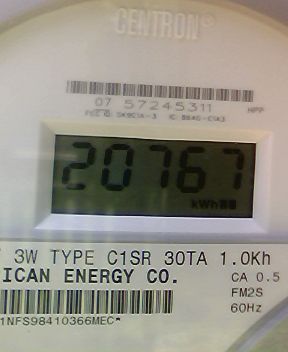 CENTRON®
07 57245311
HPP
20767
kWh
3W TYPE C1SR 30TA 1.0Kh
ICAN ENERGY CO.
CA 0.5
FM2S
60Hz
1NFS98410366MEC*